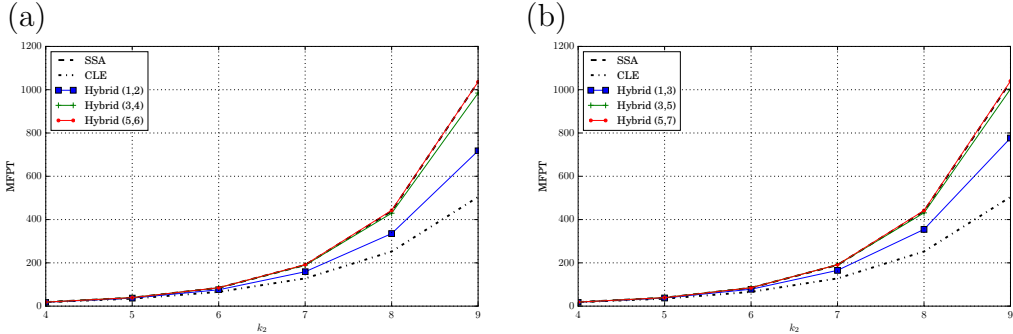 (a)
1200
1000
800
600
400
200
0
MFPT
4 5 6 7 8 9
k₂
SSA
CLE
Hybrid (1,2)
Hybrid (3,4)
Hybrid (5,6)
(b)
1200
1000
800
600
400
200
0
MFPT
4 5 6 7 8 9
k₂
SSA
CLE
Hybrid (1,3)
Hybrid (3,5)
Hybrid (5,7)